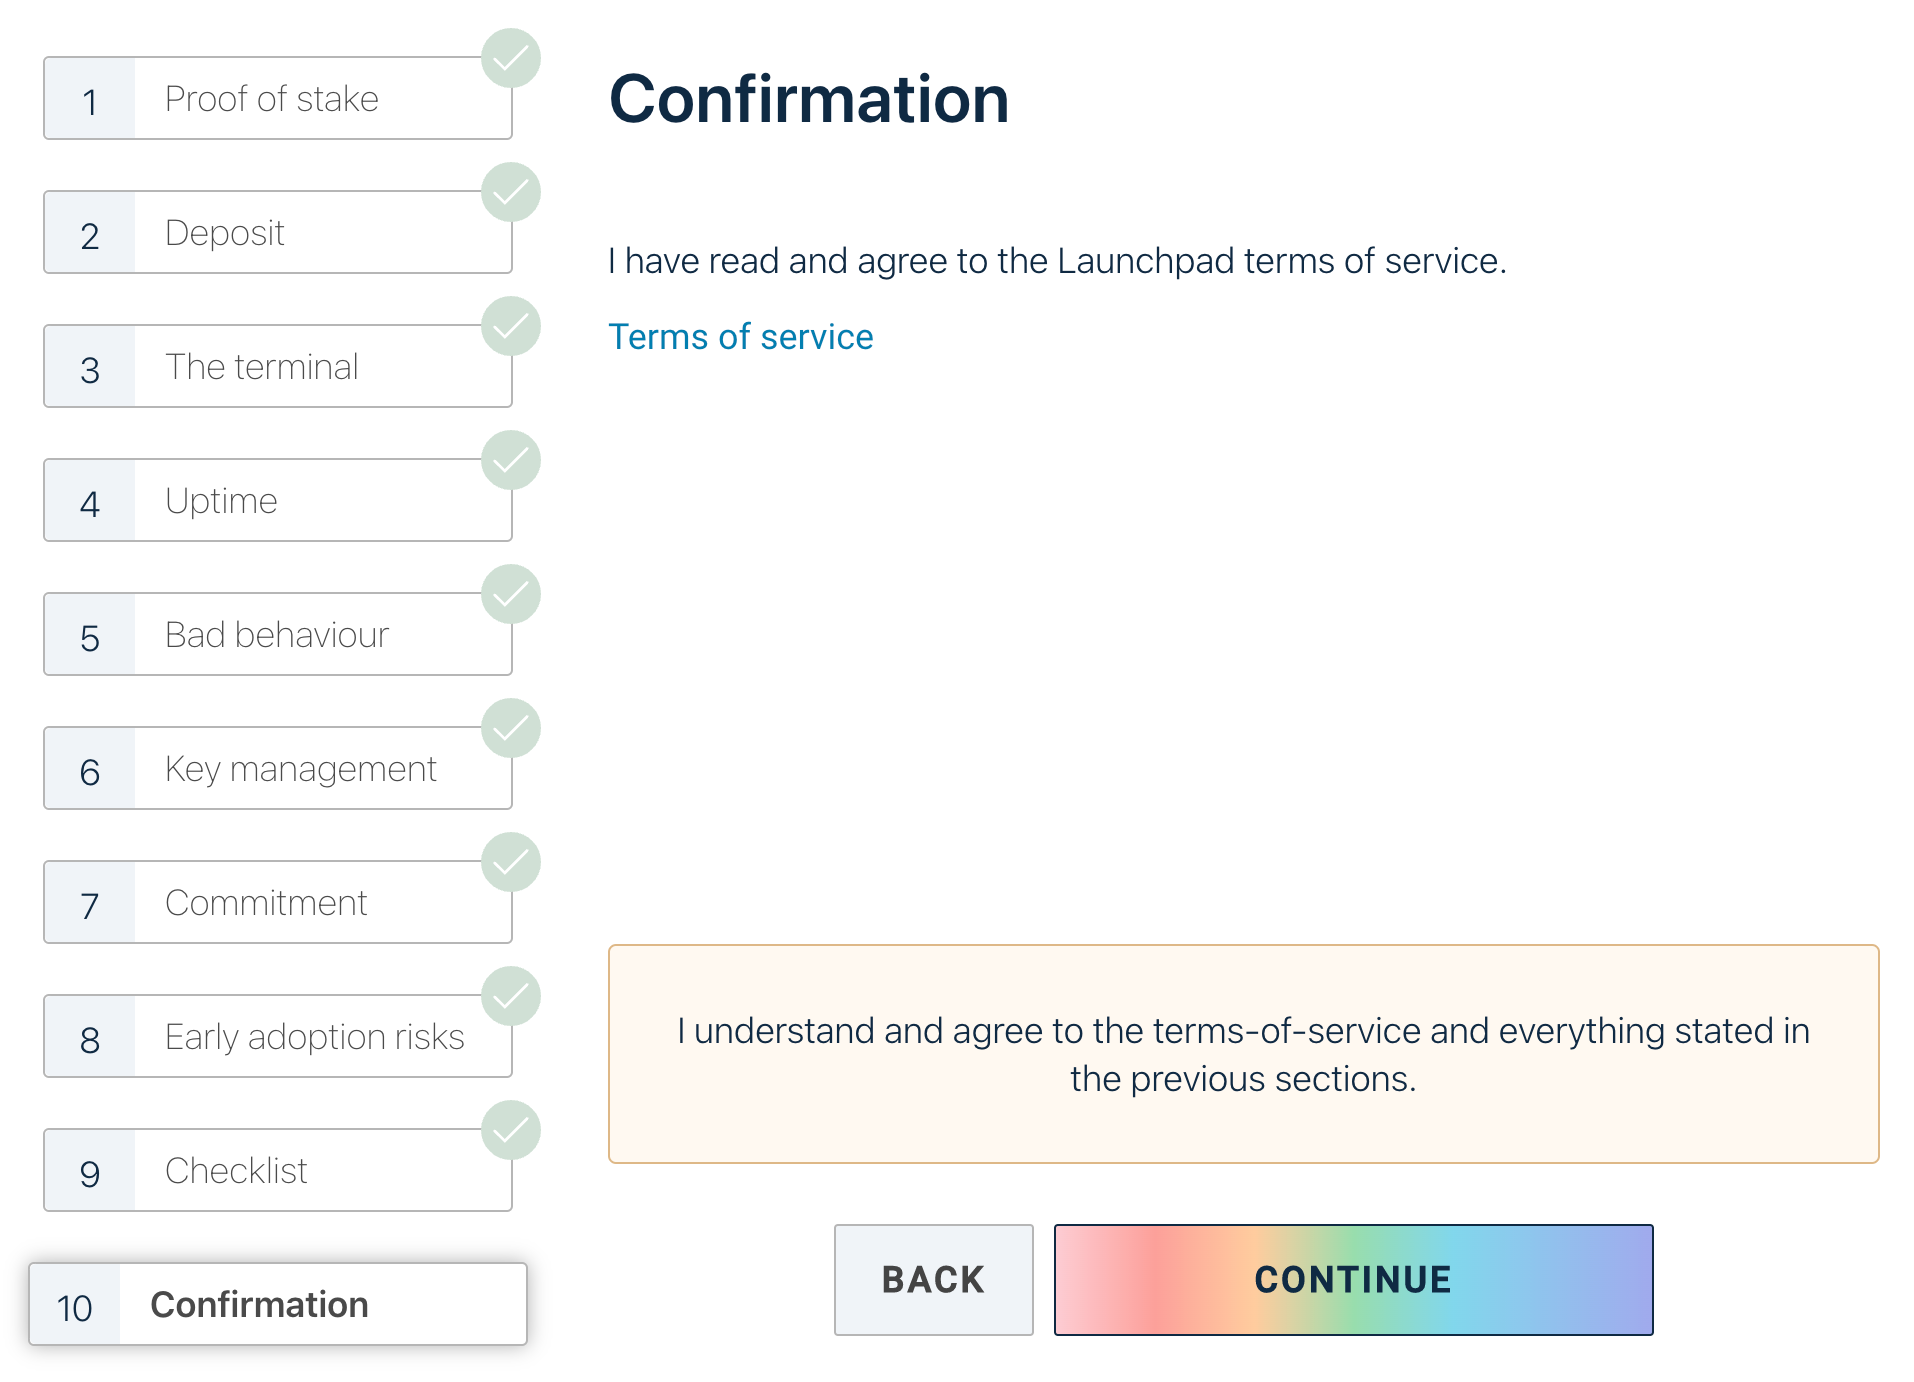 1 Proof of stake
2 Deposit
3 The terminal
4 Uptime
5 Bad behaviour
6 Key management
7 Commitment
8 Early adoption risks
9 Checklist
10 Confirmation
Confirmation
I have read and agree to the Launchpad terms of service.
Terms of service
I understand and agree to the terms-of-service and everything stated in
the previous sections.
BACK
CONTINUE